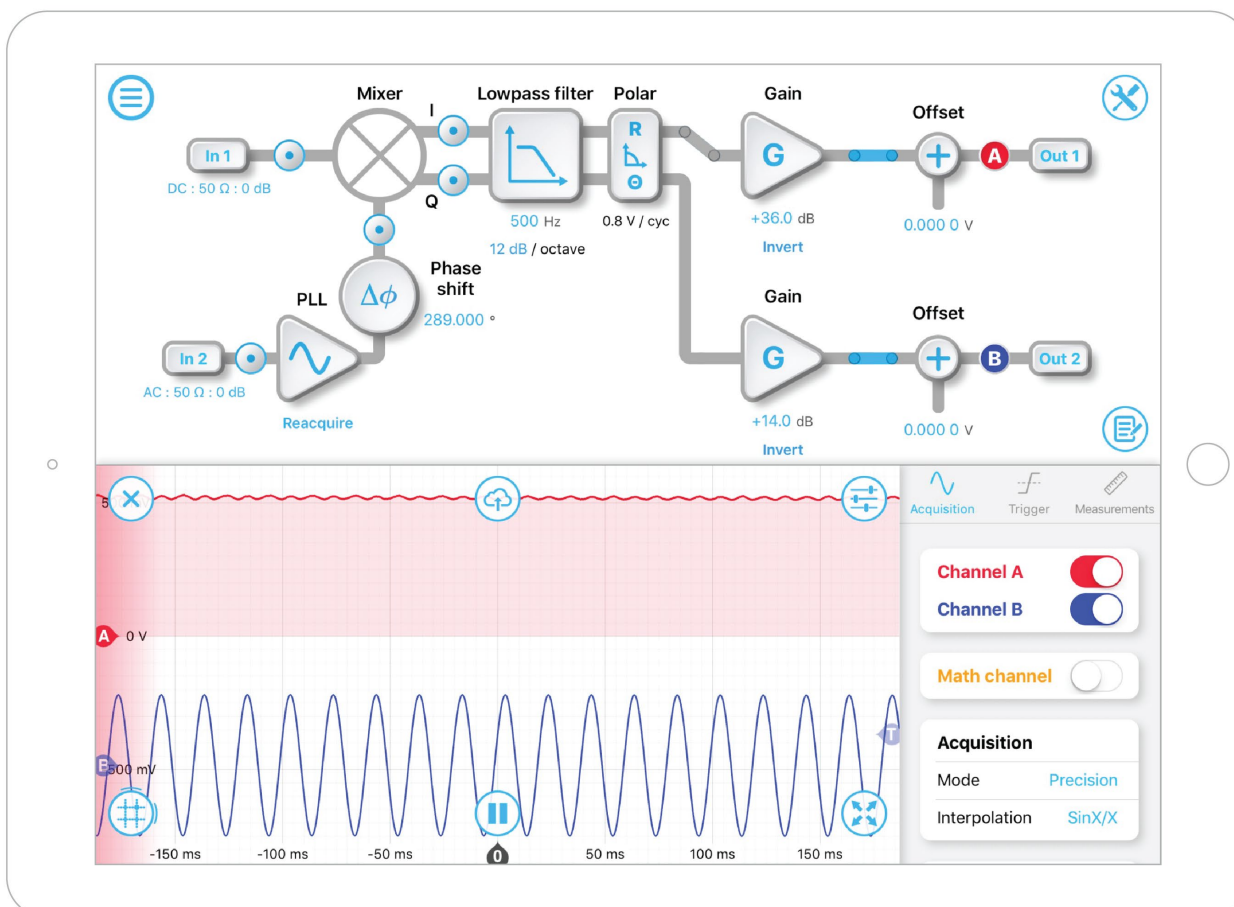 Mixer
I
Lowpass filter
Polar
Gain
Offset
In 1
R
Θ
G
A
Out 1
DC : 50 Ω : 0 dB
Q
500 Hz
12 dB / octave
0.8 V / cyc
+36.0 dB
Invert
0.000 0 V
Phase
shift
PLL
Δϕ
289.000 °
Gain
Offset
In 2
G
B
Out 2
AC : 50 Ω : 0 dB
Reacquire
+14.0 dB
Invert
0.000 0 V
5
A
0 V
B
500 mV
T
-150 ms
-100 ms
-50 ms
0
50 ms
100 ms
150 ms
Acquisition
Trigger
Measurements
Channel A
Channel B
Math channel
Acquisition
Mode
Precision
Interpolation
SinX/X